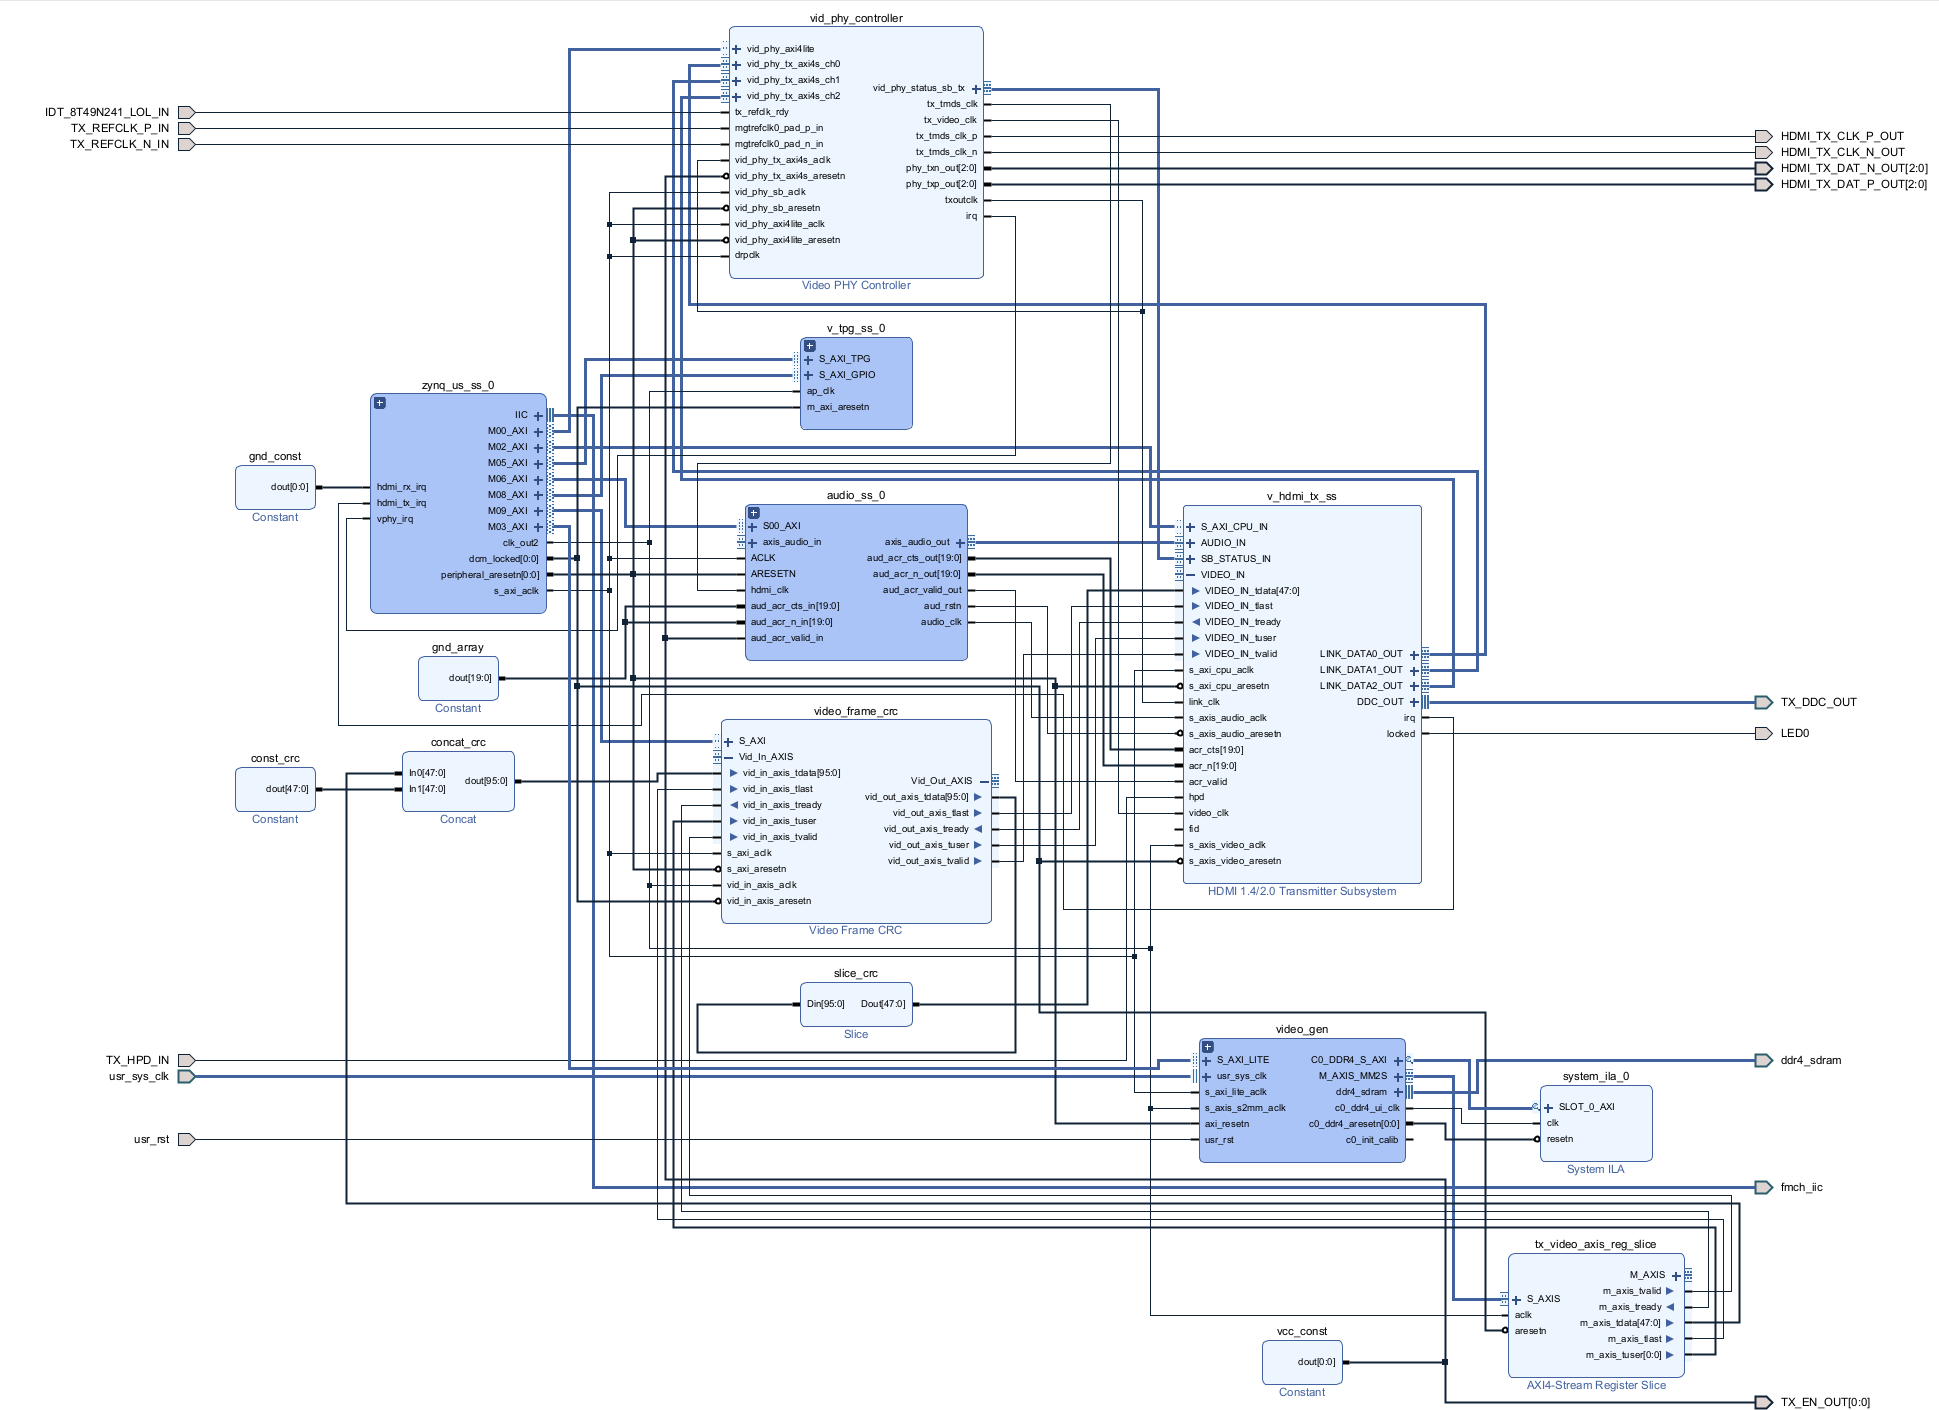 vid_phy_controller
vid_phy_axi4lite
vid_phy_tx_axi4s_ch0
vid_phy_tx_axi4s_ch1
vid_phy_tx_axi4s_ch2
tx_refclk_rdy
mgtrefclk0_pad_p_in
mgtrefclk0_pad_n_in
vid_phy_tx_axi4s_aclk
vid_phy_tx_axi4s_aresetn
vid_phy_sb_aclk
vid_phy_sb_aresetn
vid_phy_axi4lite_aclk
vid_phy_axi4lite_aresetn
drpclk
vid_phy_status_sb_tx
tx_tmds_clk
tx_video_clk
tx_tmds_clk_p
tx_tmds_clk_n
phy_txn_out[2:0]
phy_txp_out[2:0]
txoutclk
irq
Video PHY Controller
IDT_8T49N241_LOL_IN
TX_REFCLK_P_IN
TX_REFCLK_N_IN
HDMI_TX_CLK_P_OUT
HDMI_TX_CLK_N_OUT
HDMI_TX_DAT_N_OUT[2:0]
HDMI_TX_DAT_P_OUT[2:0]
v_tpg_ss_0
S_AXI_TPG
S_AXI_GPIO
ap_clk
m_axi_aresetn
zynq_us_ss_0
hdmi_rx_irq
hdmi_tx_irq
vphy_irq
IIC
M00_AXI
M02_AXI
M05_AXI
M06_AXI
M08_AXI
M09_AXI
M03_AXI
clk_out2
dcm_locked[0:0]
peripheral_aresetn[0:0]
s_axi_aclk
gnd_const
dout[0:0]
Constant
audio_ss_0
S00_AXI
axis_audio_in
ACLK
ARESETN
hdmi_clk
aud_acr_cts_in[19:0]
aud_acr_n_in[19:0]
aud_acr_valid_in
axis_audio_out
aud_acr_cts_out[19:0]
aud_acr_n_out[19:0]
aud_acr_valid_out
aud_rstn
audio_clk
v_hdmi_tx_ss
S_AXI_CPU_IN
AUDIO_IN
SB_STATUS_IN
VIDEO_IN
VIDEO_IN_tdata[47:0]
VIDEO_IN_tlast
VIDEO_IN_tready
VIDEO_IN_tuser
VIDEO_IN_tvalid
s_axi_cpu_aclk
s_axi_cpu_aresetn
link_clk
s_axis_audio_aclk
s_axis_audio_aresetn
acr_cts[19:0]
acr_n[19:0]
acr_valid
hpd
video_clk
fid
s_axis_video_aclk
s_axis_video_aresetn
LINK_DATA0_OUT
LINK_DATA1_OUT
LINK_DATA2_OUT
DDC_OUT
irq
locked
HDMI 1.4/2.0 Transmitter Subsystem
TX_DDC_OUT
LED0
gnd_array
dout[19:0]
Constant
const_crc
dout[47:0]
Constant
concat_crc
In0[47:0]
In1[47:0]
dout[95:0]
Concat
video_frame_crc
S_AXI
Vid_In_AXIS
vid_in_axis_tdata[95:0]
vid_in_axis_tlast
vid_in_axis_tready
vid_in_axis_tuser
vid_in_axis_tvalid
s_axi_aclk
s_axi_aresetn
vid_in_axis_aclk
vid_in_axis_aresetn
Vid_Out_AXIS
vid_out_axis_tdata[95:0]
vid_out_axis_tlast
vid_out_axis_tready
vid_out_axis_tuser
vid_out_axis_tvalid
Video Frame CRC
slice_crc
Din[95:0]
Dout[47:0]
Slice
TX_HPD_IN
usr_sys_clk
usr_rst
video_gen
S_AXI_LITE
usr_sys_clk
s_axi_lite_aclk
s_axis_s2mm_aclk
axi_resetn
usr_rst
C0_DDR4_S_AXI
M_AXIS_MM2S
ddr4_sdram
c0_ddr4_ui_clk
c0_ddr4_aresetn[0:0]
c0_init_calib
system_ila_0
SLOT_0_AXI
clk
resetn
System ILA
ddr4_sdram
fmch_iic
tx_video_axis_reg_slice
S_AXIS
aclk
aresetn
M_AXIS
m_axis_tvalid
m_axis_tready
m_axis_tdata[47:0]
m_axis_tlast
m_axis_tuser[0:0]
AXI4-Stream Register Slice
vcc_const
dout[0:0]
Constant
TX_EN_OUT[0:0]